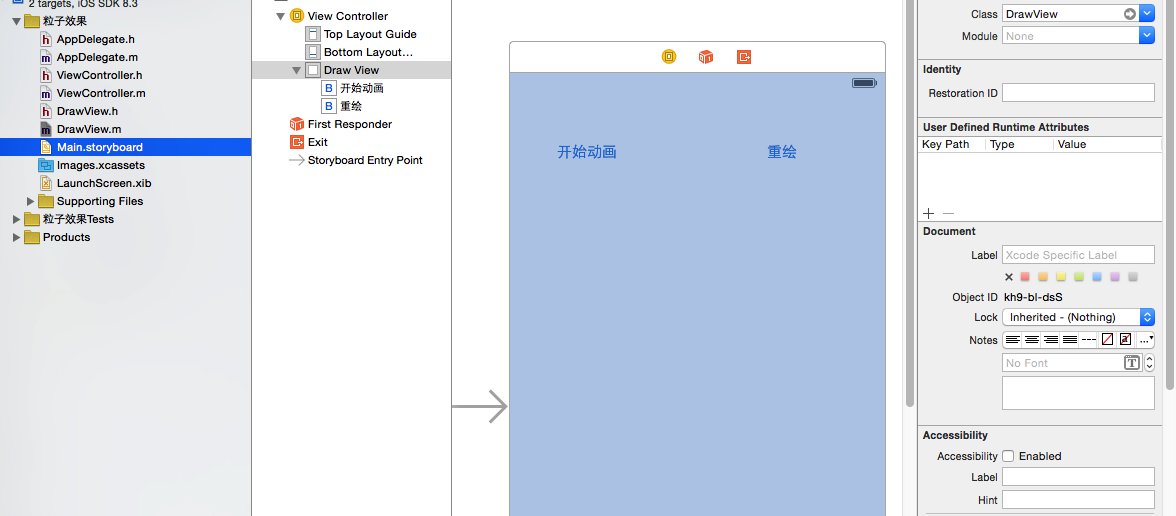 2 targets, iOS SDK 8.3
粒子效果
AppDelegate.h
AppDelegate.m
ViewController.h
ViewController.m
DrawView.h
DrawView.m
Main.storyboard
Images.xcassets
LaunchScreen.xib
Supporting Files
粒子效果Tests
Products
View Controller
Top Layout Guide
Bottom Layout…
Draw View
B 开始动画
B 重绘
First Responder
Exit
Storyboard Entry Point
开始动画
重绘
Class DrawView
Module None
Identity
Restoration ID
User Defined Runtime Attributes
Key Path Type Value
Document
Label Xcode Specific Label
Object ID kh9-bI-dsS
Lock Inherited - (Nothing)
Notes
No Font
Accessibility
Accessibility Enabled
Label
Hint